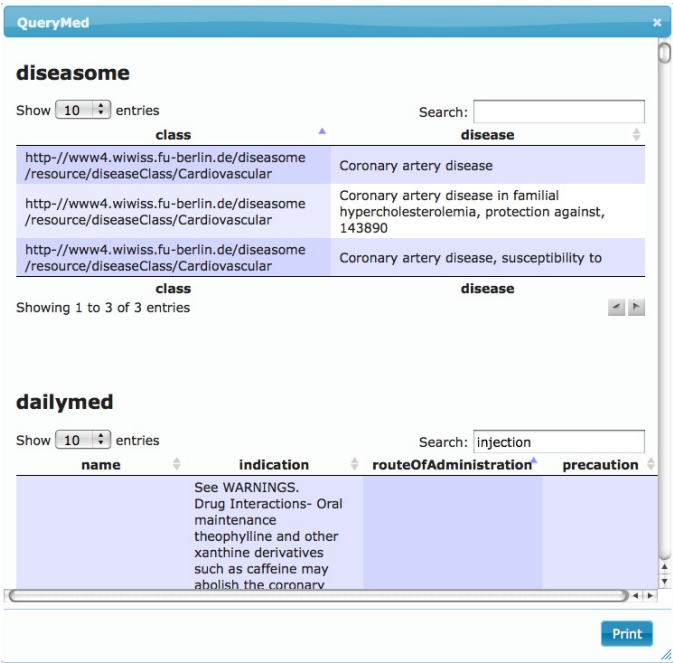 QueryMed ×
diseasome
Show 10 entries Search:
class disease
http-//www4.wiwiss.fu-berlin.de/diseasome
/resource/diseaseClass/Cardiovascular
Coronary artery disease
http-//www4.wiwiss.fu-berlin.de/diseasome
/resource/diseaseClass/Cardiovascular
Coronary artery disease in familial
hypercholesterolemia, protection against,
143890
http-//www4.wiwiss.fu-berlin.de/diseasome
/resource/diseaseClass/Cardiovascular
Coronary artery disease, susceptibility to
class disease
Showing 1 to 3 of 3 entries
dailymed
Show 10 entries Search: injection
name indication routeOfAdministration precaution
See WARNINGS.
Drug Interactions- Oral
maintenance
theophylline and other
xanthine derivatives
such as caffeine may
abolish the coronary
Print